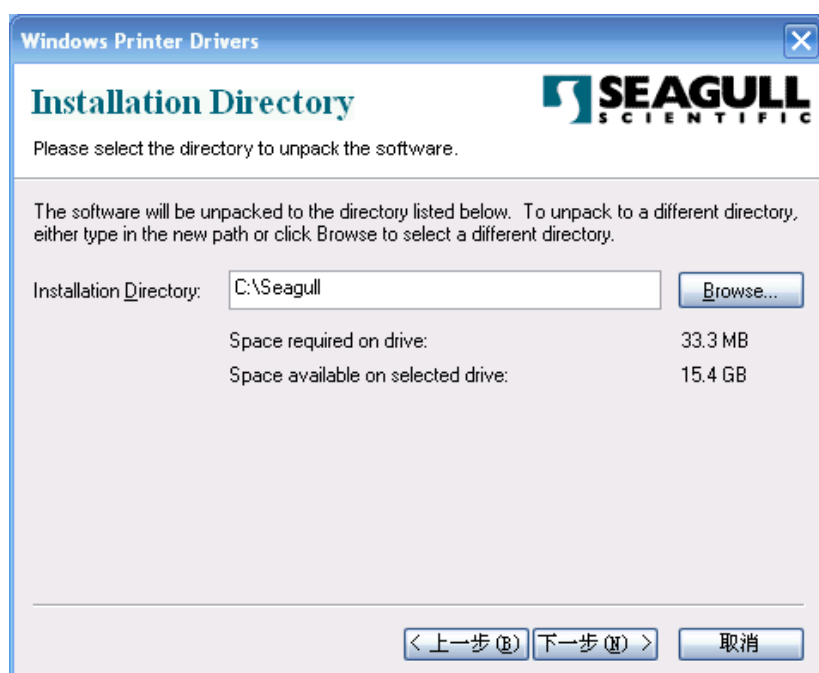 Windows Printer Drivers
Installation Directory
SEAGULL
SCIENTIFIC
Please select the directory to unpack the software.
The software will be unpacked to the directory listed below.  To unpack to a different directory,
either type in the new path or click Browse to select a different directory.
Installation Directory: C:\Seagull Browse...
Space required on drive: 33.3 MB
Space available on selected drive: 15.4 GB
< 上一步(B) 下一步(N) > 取消